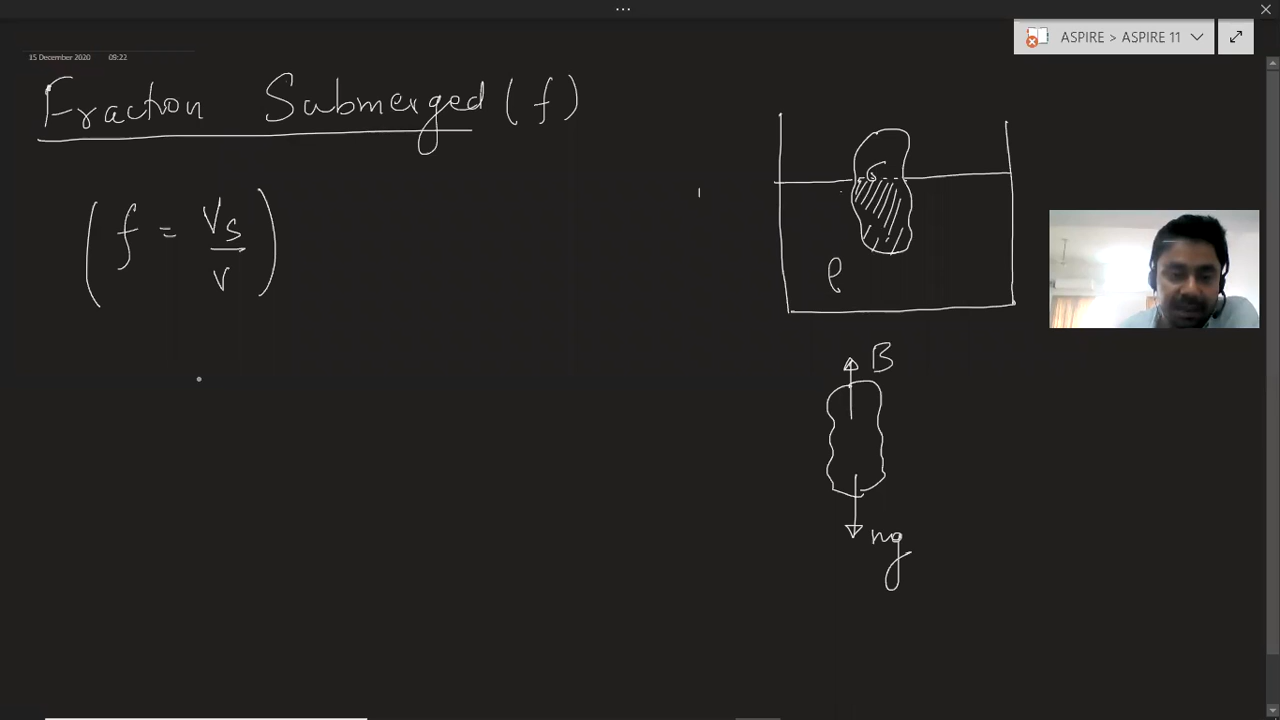 ASPIRE > ASPIRE 11
15 December 2020 09:22
Fraction Submerged (f)
(f = Vs/V)
σ
ρ
B
mg